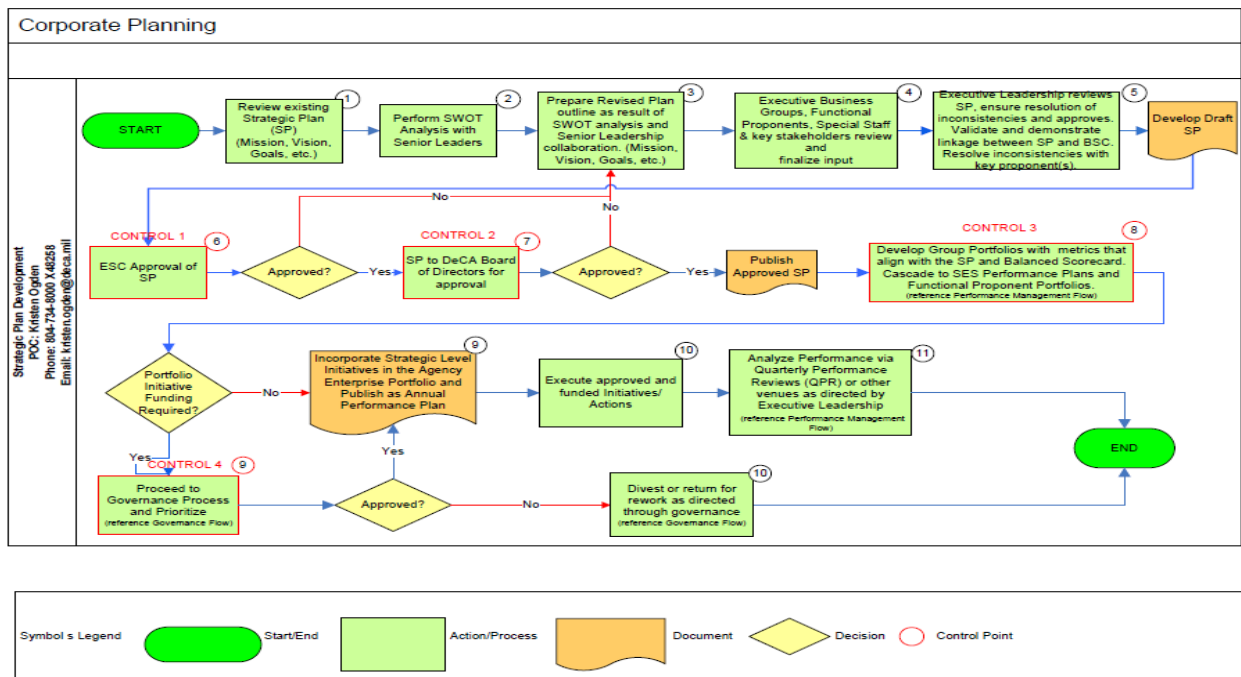 Corporate Planning
Strategic Plan Development
POC: Kristen Ogden
Phone: 804-734-8000 X48258
Email: kristen.ogden@deca.mil
START
1
Review existing
Strategic Plan
(SP)
(Mission, Vision,
Goals, etc.)
2
Perform SWOT
Analysis with
Senior Leaders
3
Prepare Revised Plan
outline as result of
SWOT analysis and
Senior Leadership
collaboration. (Mission,
Vision, Goals, etc.)
4
Executive Business
Groups, Functional
Proponents, Special Staff
& key stakeholders review
and
finalize input
5
Executive Leadership reviews
SP, ensure resolution of
inconsistencies and approves.
Validate and demonstrate
linkage between SP and BSC.
Resolve inconsistencies with
key proponent(s).
Develop Draft
SP
No
No
CONTROL 1
6
ESC Approval of
SP
Approved?
Yes
CONTROL 2
7
SP to DeCA Board
of Directors for
approval
Approved?
Yes
Publish
Approved SP
CONTROL 3
8
Develop Group Portfolios with metrics that
align with the SP and Balanced Scorecard.
Cascade to SES Performance Plans and
Functional Proponent Portfolios.
(reference Performance Management Flow)
Portfolio
Initiative
Funding
Required?
No
9
Incorporate Strategic Level
Initiatives in the Agency
Enterprise Portfolio and
Publish as Annual
Performance Plan
10
Execute approved and
funded Initiatives/
Actions
11
Analyze Performance via
Quarterly Performance
Reviews (QPR) or other
venues as directed by
Executive Leadership
(reference Performance Management
Flow)
END
Yes
CONTROL 4
9
Proceed to
Governance Process
and Prioritize
(reference Governance Flow)
Yes
Approved?
No
10
Divest or return for
rework as directed
through governance
(reference Governance Flow)
Symbol s Legend
Start/End
Action/Process
Document
Decision
Control Point